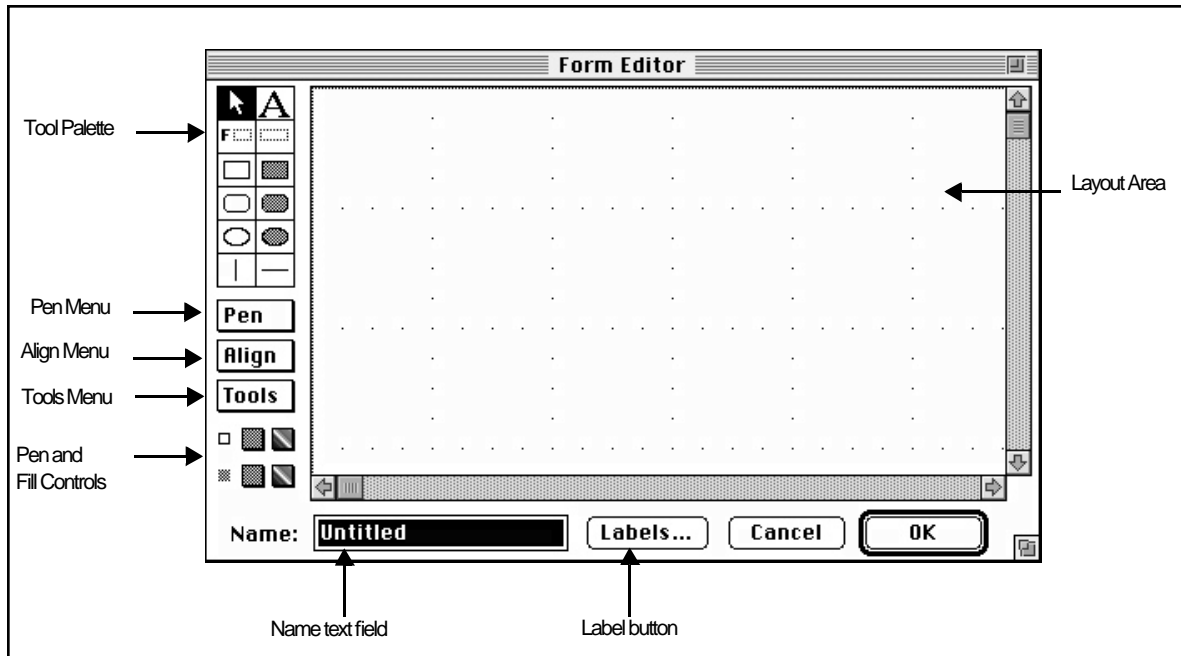 Form Editor
A
Tool Palette
F
Layout Area
Pen Menu
Pen
Align Menu
Align
Tools Menu
Tools
Pen and
Fill Controls
Name:
Untitled
Labels...
Cancel
OK
Name text field
Label button